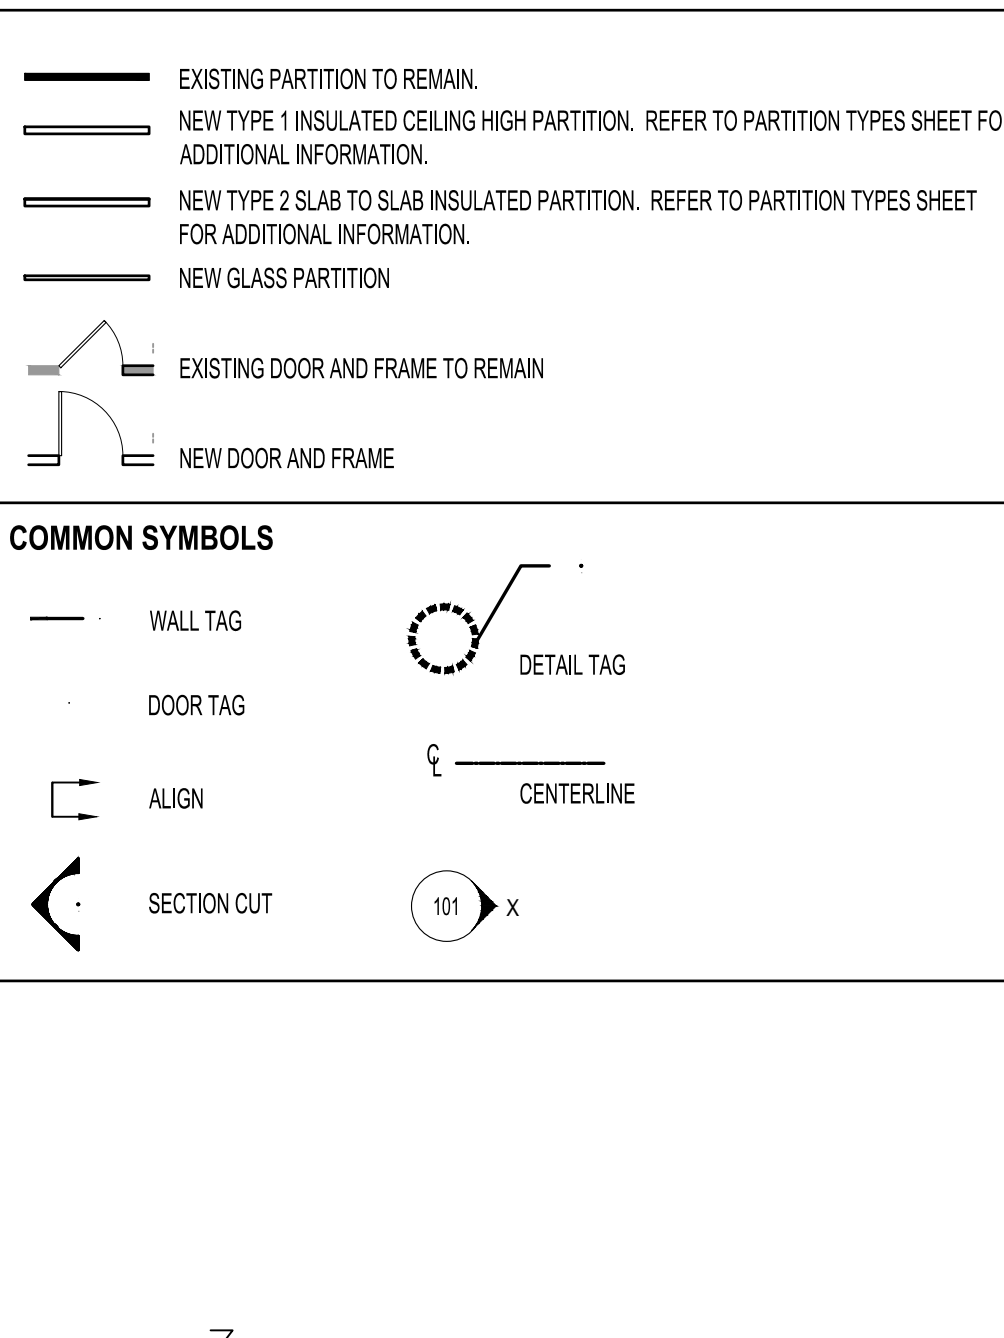 EXISTING PARTITION TO REMAIN.
NEW TYPE 1 INSULATED CEILING HIGH PARTITION. REFER TO PARTITION TYPES SHEET FO
ADDITIONAL INFORMATION.
NEW TYPE 2 SLAB TO SLAB INSULATED PARTITION. REFER TO PARTITION TYPES SHEET
FOR ADDITIONAL INFORMATION.
NEW GLASS PARTITION
EXISTING DOOR AND FRAME TO REMAIN
NEW DOOR AND FRAME
COMMON SYMBOLS
WALL TAG
DETAIL TAG
DOOR TAG
℄
CENTERLINE
ALIGN
SECTION CUT
101 X